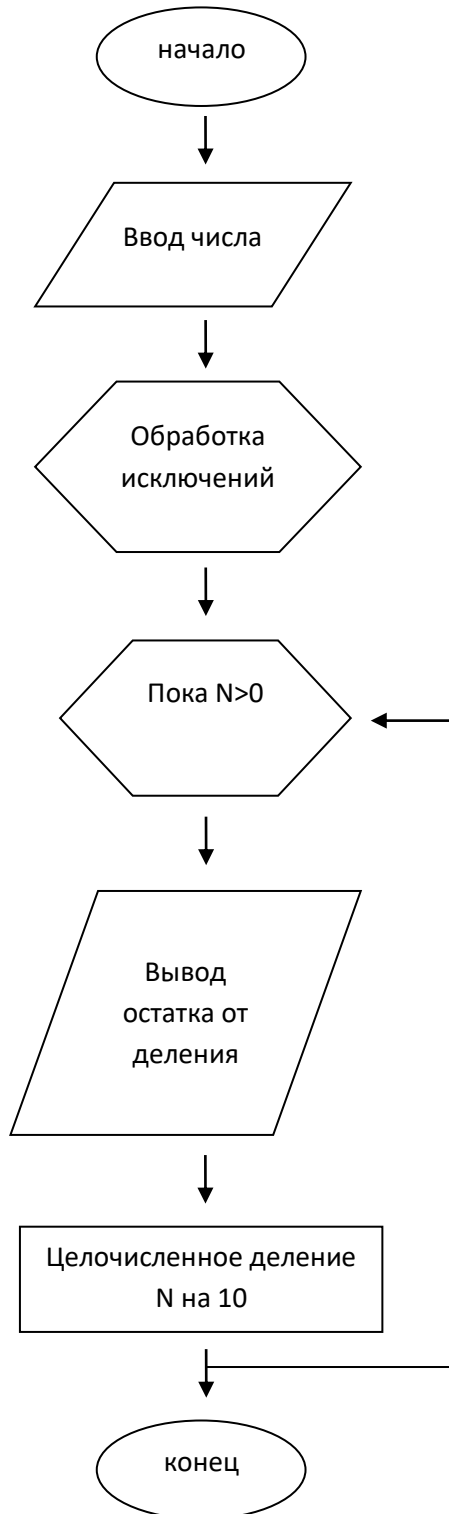 начало
Ввод числа
Обработка
исключений
Пока N>0
Вывод
остатка от
деления
Целочисленное деление
N на 10
конец